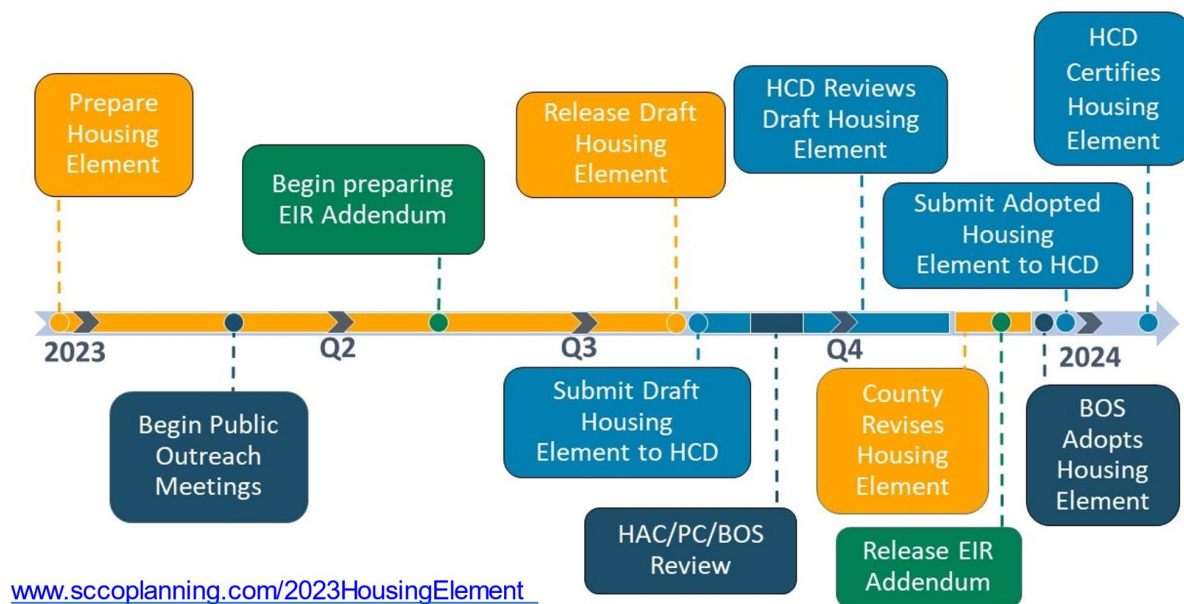 Prepare
Housing
Element
Begin preparing
EIR Addendum
Release Draft
Housing
Element
HCD Reviews
Draft Housing
Element
HCD
Certifies
Housing
Element
Submit Adopted
Housing
Element to HCD
2023
Q2
Q3
Q4
2024
Begin Public
Outreach
Meetings
Submit Draft
Housing
Element to HCD
HAC/PC/BOS
Review
County
Revises
Housing
Element
Release EIR
Addendum
BOS
Adopts
Housing
Element
www.sccoplanning.com/2023HousingElement